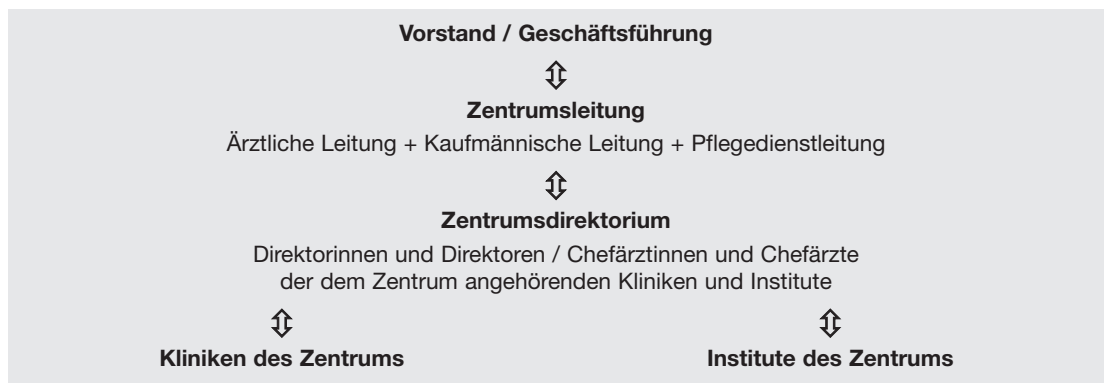 Vorstand / Geschäftsführung
Zentrumsleitung
Ärztliche Leitung + Kaufmännische Leitung + Pflegedienstleitung
Zentrumsdirektorium
Direktorinnen und Direktoren / Chefärztinnen und Chefärzte
der dem Zentrum angehörenden Kliniken und Institute
Kliniken des Zentrums
Institute des Zentrums